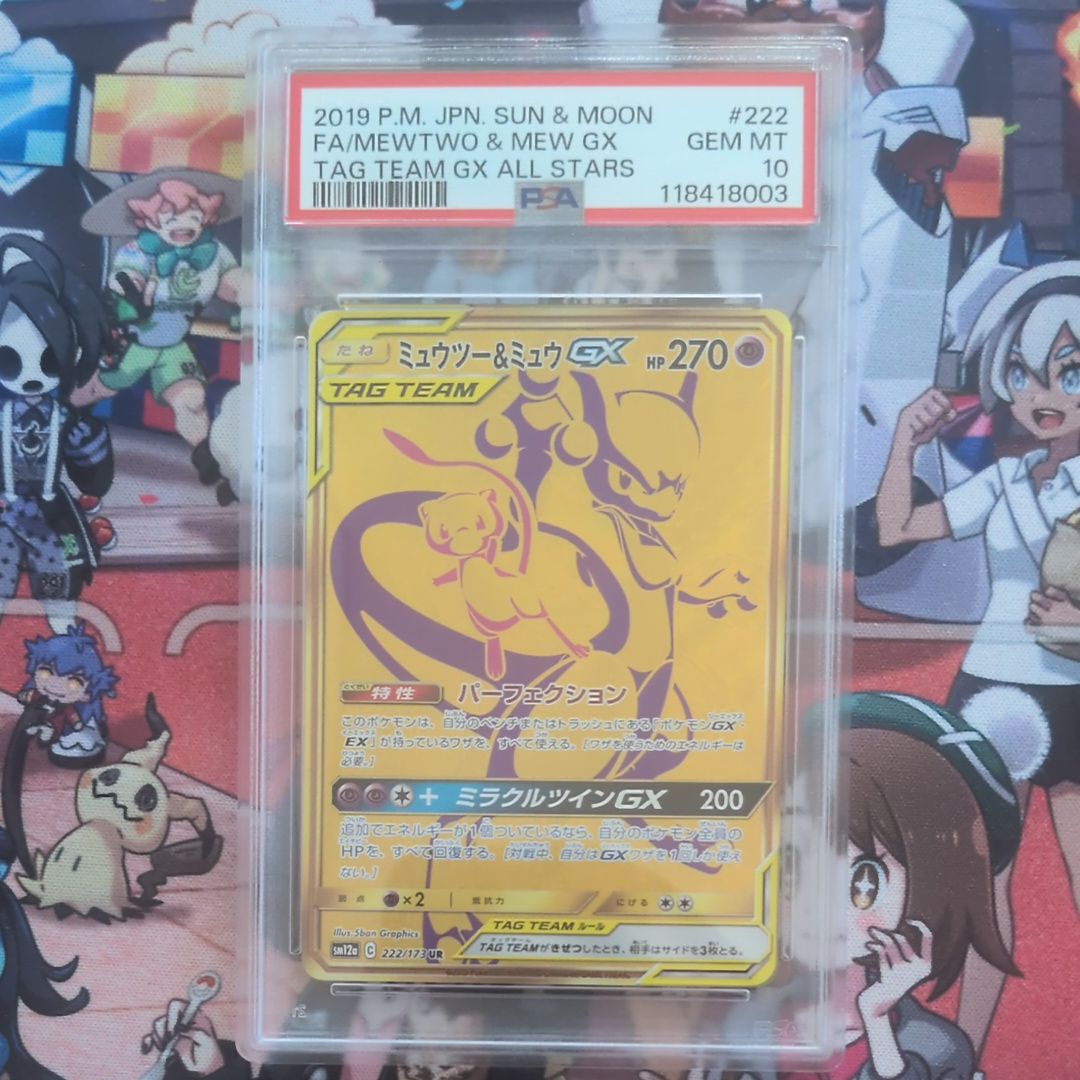 2019 P.M. JPN. SUN & MOON #222
FA/MEWTWO & MEW GX GEM MT
TAG TEAM GX ALL STARS 10
PSA 118418003
たね ミュウツー&ミュウGX HP270
TAG TEAM
特性 パーフェクション
このポケモンは、自分のベンチまたはトラッシュにある「ポケモンGX・
EX」が持っているワザを、すべて使える。[ワザを使うためのエネルギーは
必要。]
+ ミラクルツインGX 200
追加でエネルギーが1個ついているなら、自分のポケモン全員の
HPを、すべて回復する。[対戦中、自分はGXワザを1回しか使え
ない。]
弱点 ×2 抵抗力 にげる
Illus. 5ban Graphics
TAG TEAM ルール
TAG TEAMがきぜつしたとき、相手はサイドを3枚とる。
sm12a C 222/173 UR